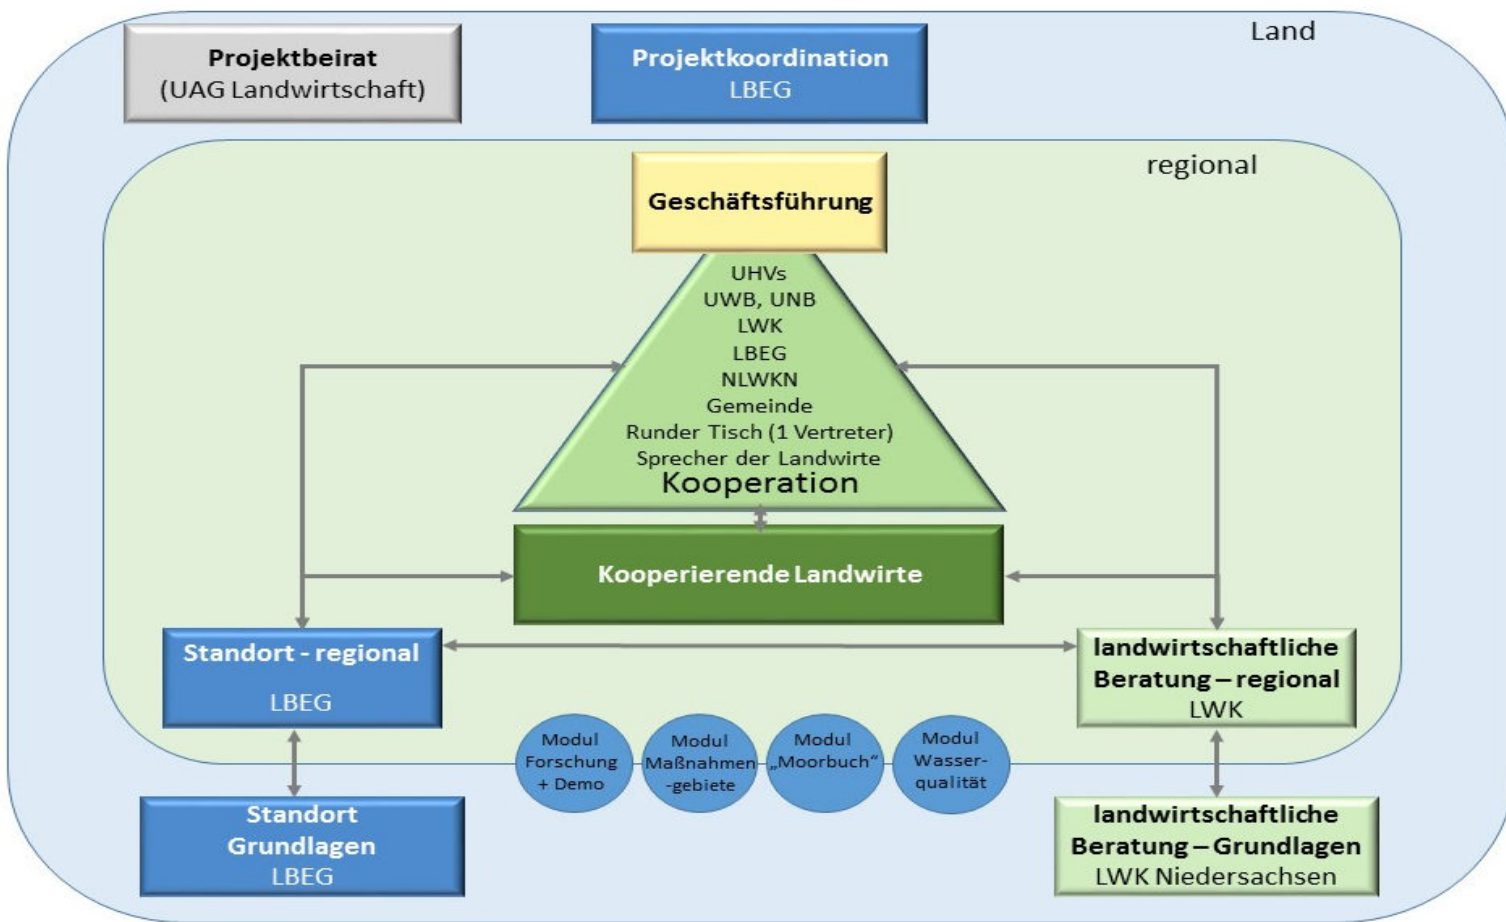 Land
Projektbeirat
(UAG Landwirtschaft)
Projektkoordination
LBEG
regional
Geschäftsführung
UHVs
UWB, UNB
LWK
LBEG
NLWKN
Gemeinde
Runder Tisch (1 Vertreter)
Sprecher der Landwirte
Kooperation
Kooperierende Landwirte
Standort - regional
LBEG
landwirtschaftliche
Beratung – regional
LWK
Modul
Forschung
+ Demo
Modul
Maßnahmen
-gebiete
Modul
„Moorbuch“
Modul
Wasser-
qualität
Standort
Grundlagen
LBEG
landwirtschaftliche
Beratung – Grundlagen
LWK Niedersachsen